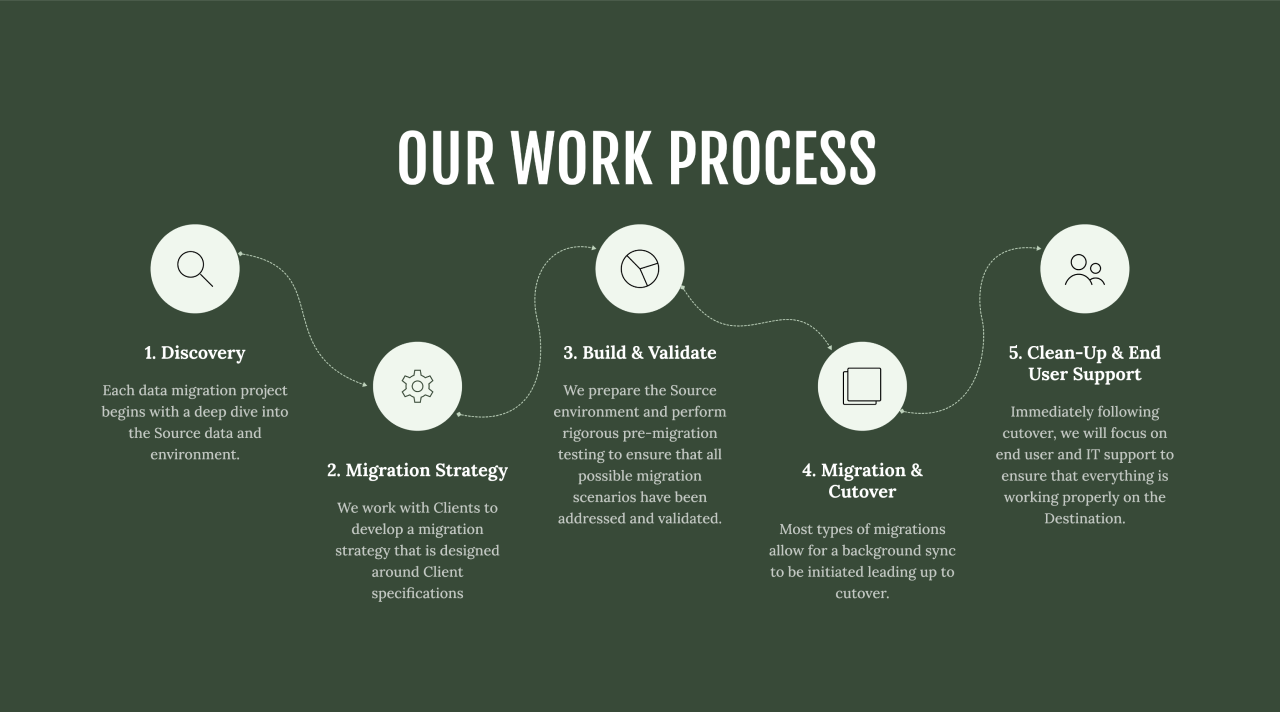 OUR WORK PROCESS
1. Discovery
Each data migration project
begins with a deep dive into
the Source data and
environment.
2. Migration Strategy
We work with Clients to
develop a migration
strategy that is designed
around Client
specifications
3. Build & Validate
We prepare the Source
environment and perform
rigorous pre-migration
testing to ensure that all
possible migration
scenarios have been
addressed and validated.
4. Migration &
Cutover
Most types of migrations
allow for a background sync
to be initiated leading up to
cutover.
5. Clean-Up & End
User Support
Immediately following
cutover, we will focus on
end user and IT support to
ensure that everything is
working properly on the
Destination.